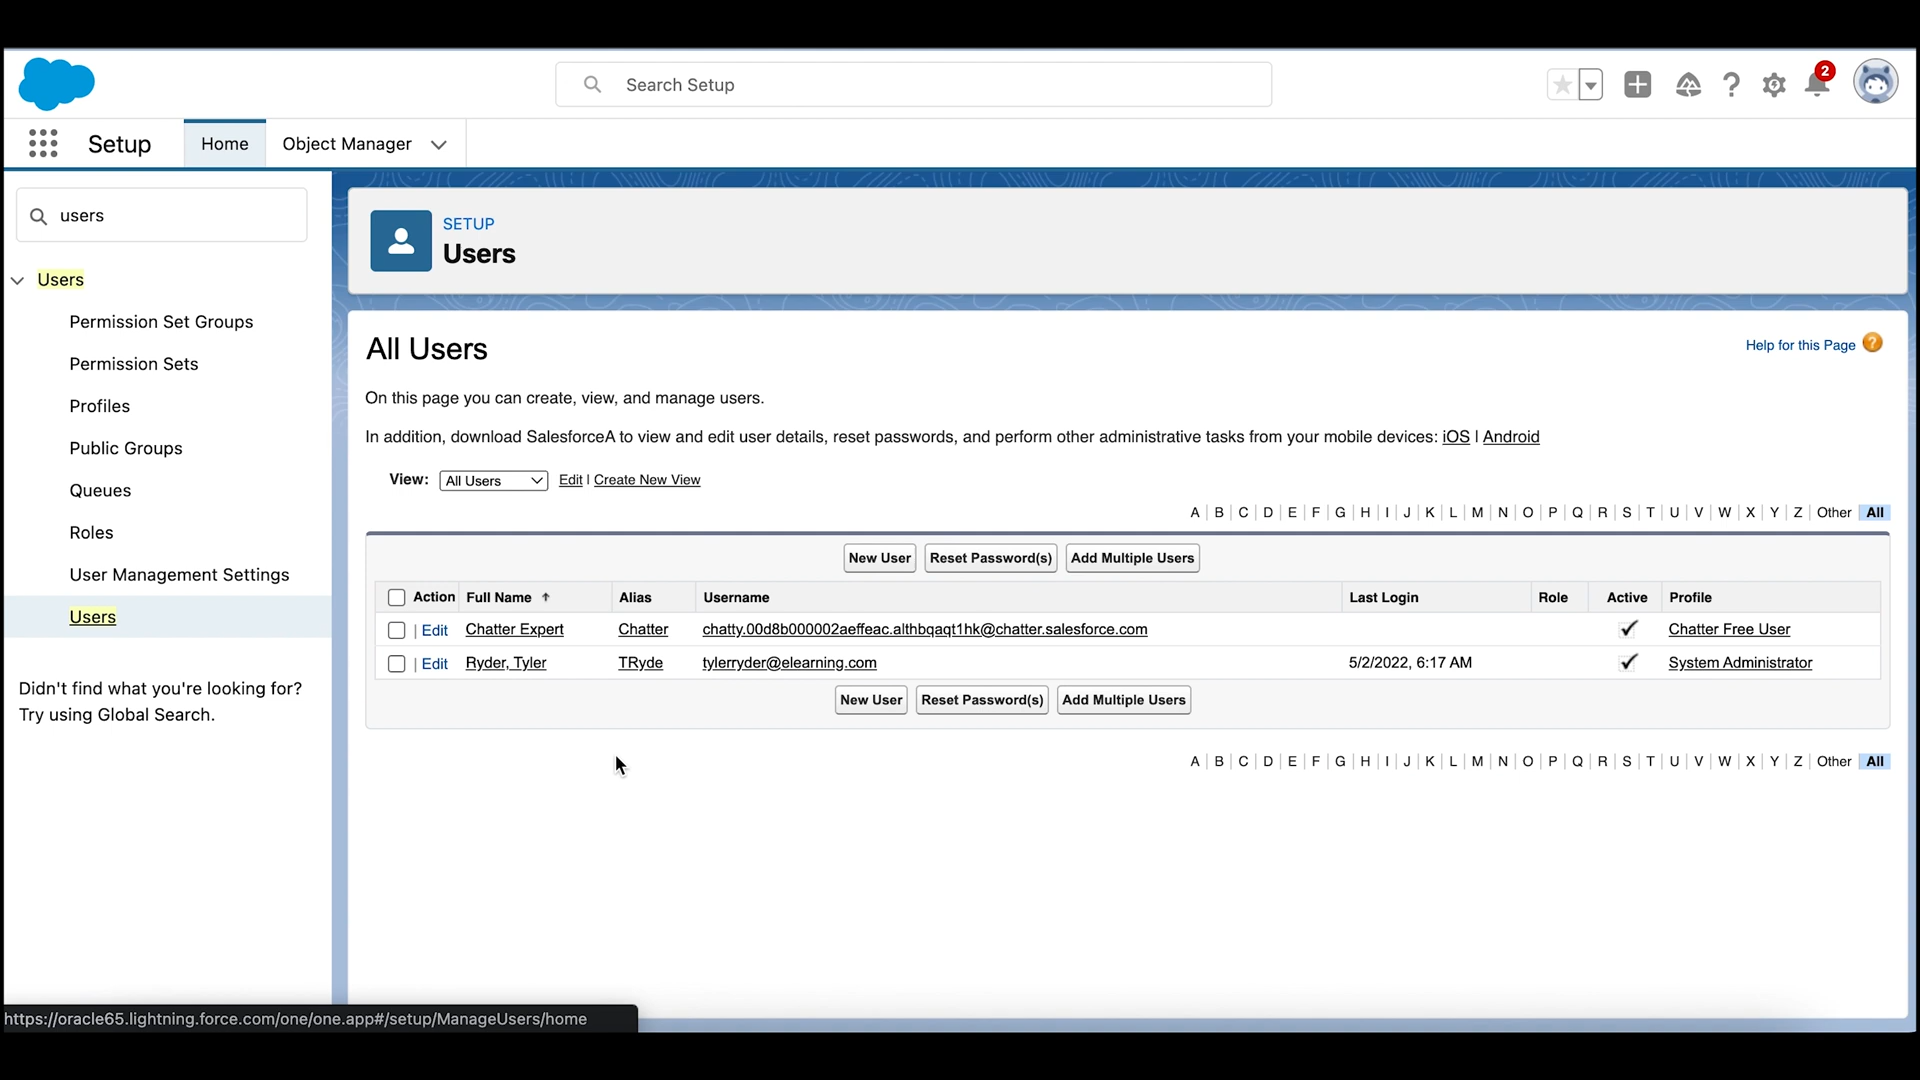 Search Setup
2
Setup
Home
Object Manager
users
Users
Permission Set Groups
Permission Sets
Profiles
Public Groups
Queues
Roles
User Management Settings
Users
Didn't find what you're looking for?
Try using Global Search.
SETUP
Users
All Users
Help for this Page ?
On this page you can create, view, and manage users.
In addition, download SalesforceA to view and edit user details, reset passwords, and perform other administrative tasks from your mobile devices: iOS | Android
View: All Users Edit | Create New View
A | B | C | D | E | F | G | H | I | J | K | L | M | N | O | P | Q | R | S | T | U | V | W | X | Y | Z | Other All
New User Reset Password(s) Add Multiple Users
Action Full Name ↑ Alias Username Last Login Role Active Profile
| Edit Chatter Expert Chatter chatty.00d8b000002aeffeac.althbqaqt1hk@chatter.salesforce.com ✓ Chatter Free User
| Edit Ryder, Tyler TRyde tylerryder@elearning.com 5/2/2022, 6:17 AM ✓ System Administrator
New User Reset Password(s) Add Multiple Users
A | B | C | D | E | F | G | H | I | J | K | L | M | N | O | P | Q | R | S | T | U | V | W | X | Y | Z | Other All
https://oracle65.lightning.force.com/one/one.app#/setup/ManageUsers/home